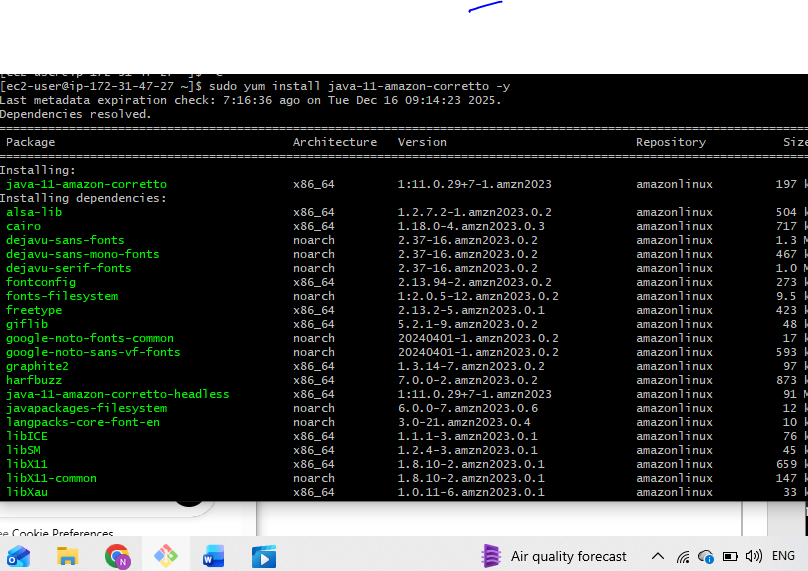 [ec2-user@ip-172-31-47-27 ~]$ ^C
[ec2-user@ip-172-31-47-27 ~]$ sudo yum install java-11-amazon-corretto -y
Last metadata expiration check: 7:16:36 ago on Tue Dec 16 09:14:23 2025.
Dependencies resolved.
Package Architecture Version Repository Size
Installing:
java-11-amazon-corretto x86_64 1:11.0.29+7-1.amzn2023 amazonlinux 197 k
Installing dependencies:
alsa-lib x86_64 1.2.7.2-1.amzn2023.0.2 amazonlinux 504 k
cairo x86_64 1.18.0-4.amzn2023.0.3 amazonlinux 717 k
dejavu-sans-fonts noarch 2.37-16.amzn2023.0.2 amazonlinux 1.3 M
dejavu-sans-mono-fonts noarch 2.37-16.amzn2023.0.2 amazonlinux 467 k
dejavu-serif-fonts noarch 2.37-16.amzn2023.0.2 amazonlinux 1.0 M
fontconfig x86_64 2.13.94-2.amzn2023.0.2 amazonlinux 273 k
fonts-filesystem noarch 1:2.0.5-12.amzn2023.0.2 amazonlinux 9.5 k
freetype x86_64 2.13.2-5.amzn2023.0.1 amazonlinux 423 k
giflib x86_64 5.2.1-9.amzn2023.0.2 amazonlinux 48 k
google-noto-fonts-common noarch 20240401-1.amzn2023.0.2 amazonlinux 17 k
google-noto-sans-vf-fonts noarch 20240401-1.amzn2023.0.2 amazonlinux 593 k
graphite2 x86_64 1.3.14-7.amzn2023.0.2 amazonlinux 97 k
harfbuzz x86_64 7.0.0-2.amzn2023.0.2 amazonlinux 873 k
java-11-amazon-corretto-headless x86_64 1:11.0.29+7-1.amzn2023 amazonlinux 91 M
javapackages-filesystem noarch 6.0.0-7.amzn2023.0.6 amazonlinux 12 k
langpacks-core-font-en noarch 3.0-21.amzn2023.0.4 amazonlinux 10 k
libICE x86_64 1.1.1-3.amzn2023.0.1 amazonlinux 76 k
libSM x86_64 1.2.4-3.amzn2023.0.1 amazonlinux 45 k
libX11 x86_64 1.8.10-2.amzn2023.0.1 amazonlinux 659 k
libX11-common noarch 1.8.10-2.amzn2023.0.1 amazonlinux 147 k
libXau x86_64 1.0.11-6.amzn2023.0.1 amazonlinux 33 k
Cookie Preferences
Air quality forecast ENG